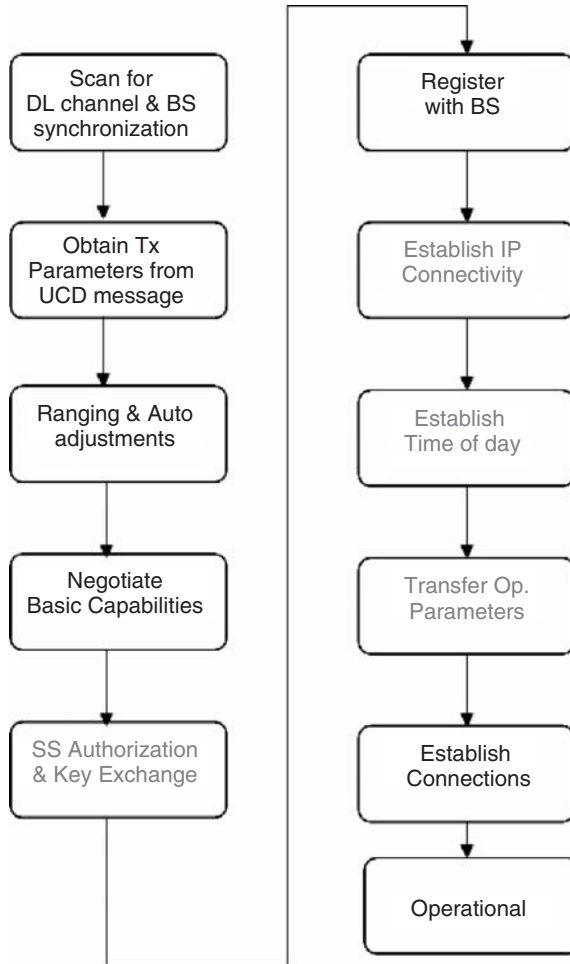 Scan for
DL channel & BS
synchronization
Obtain Tx
Parameters from
UCD message
Ranging & Auto
adjustments
Negotiate
Basic Capabilities
SS Authorization
& Key Exchange
Register
with BS
Establish IP
Connectivity
Establish
Time of day
Transfer Op.
Parameters
Establish
Connections
Operational